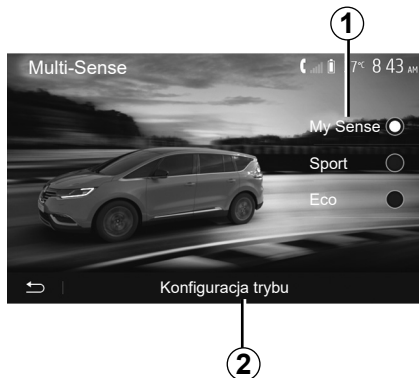 1
Multi-Sense 7°C 8 43 AM
My Sense
Sport
Eco
Konfiguracja trybu
2